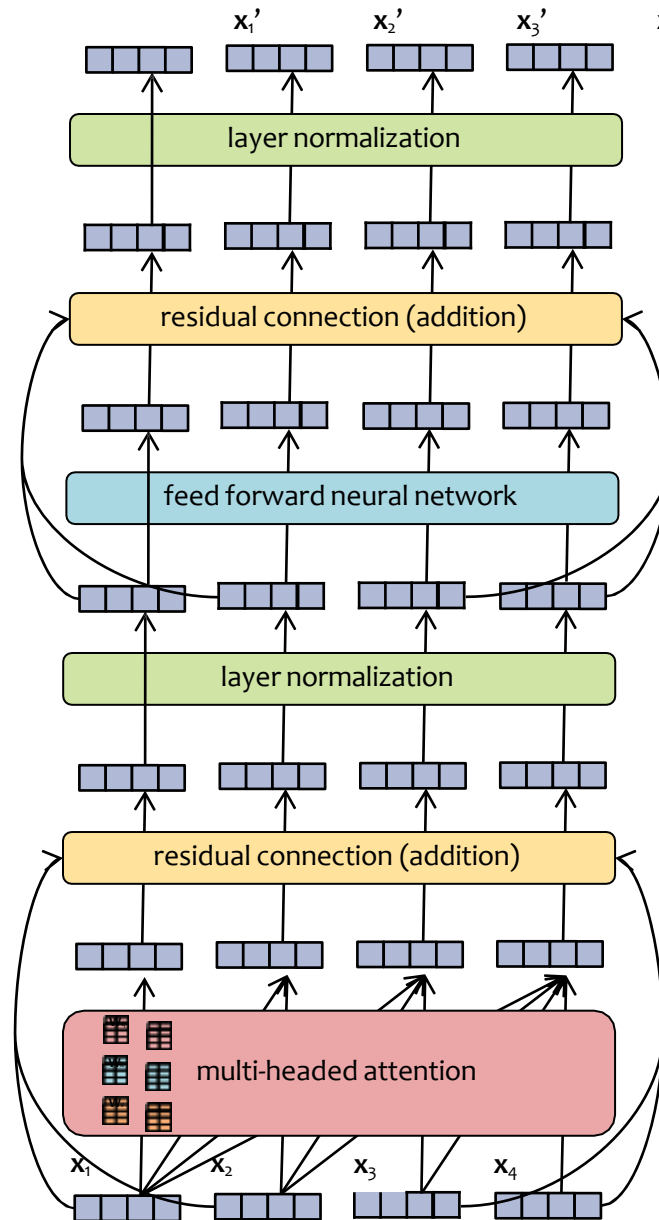 x₁’ x₂’ x₃’
layer normalization
residual connection (addition)
feed forward neural network
layer normalization
residual connection (addition)
multi-headed attention
x₁ x₂ x₃ x₄